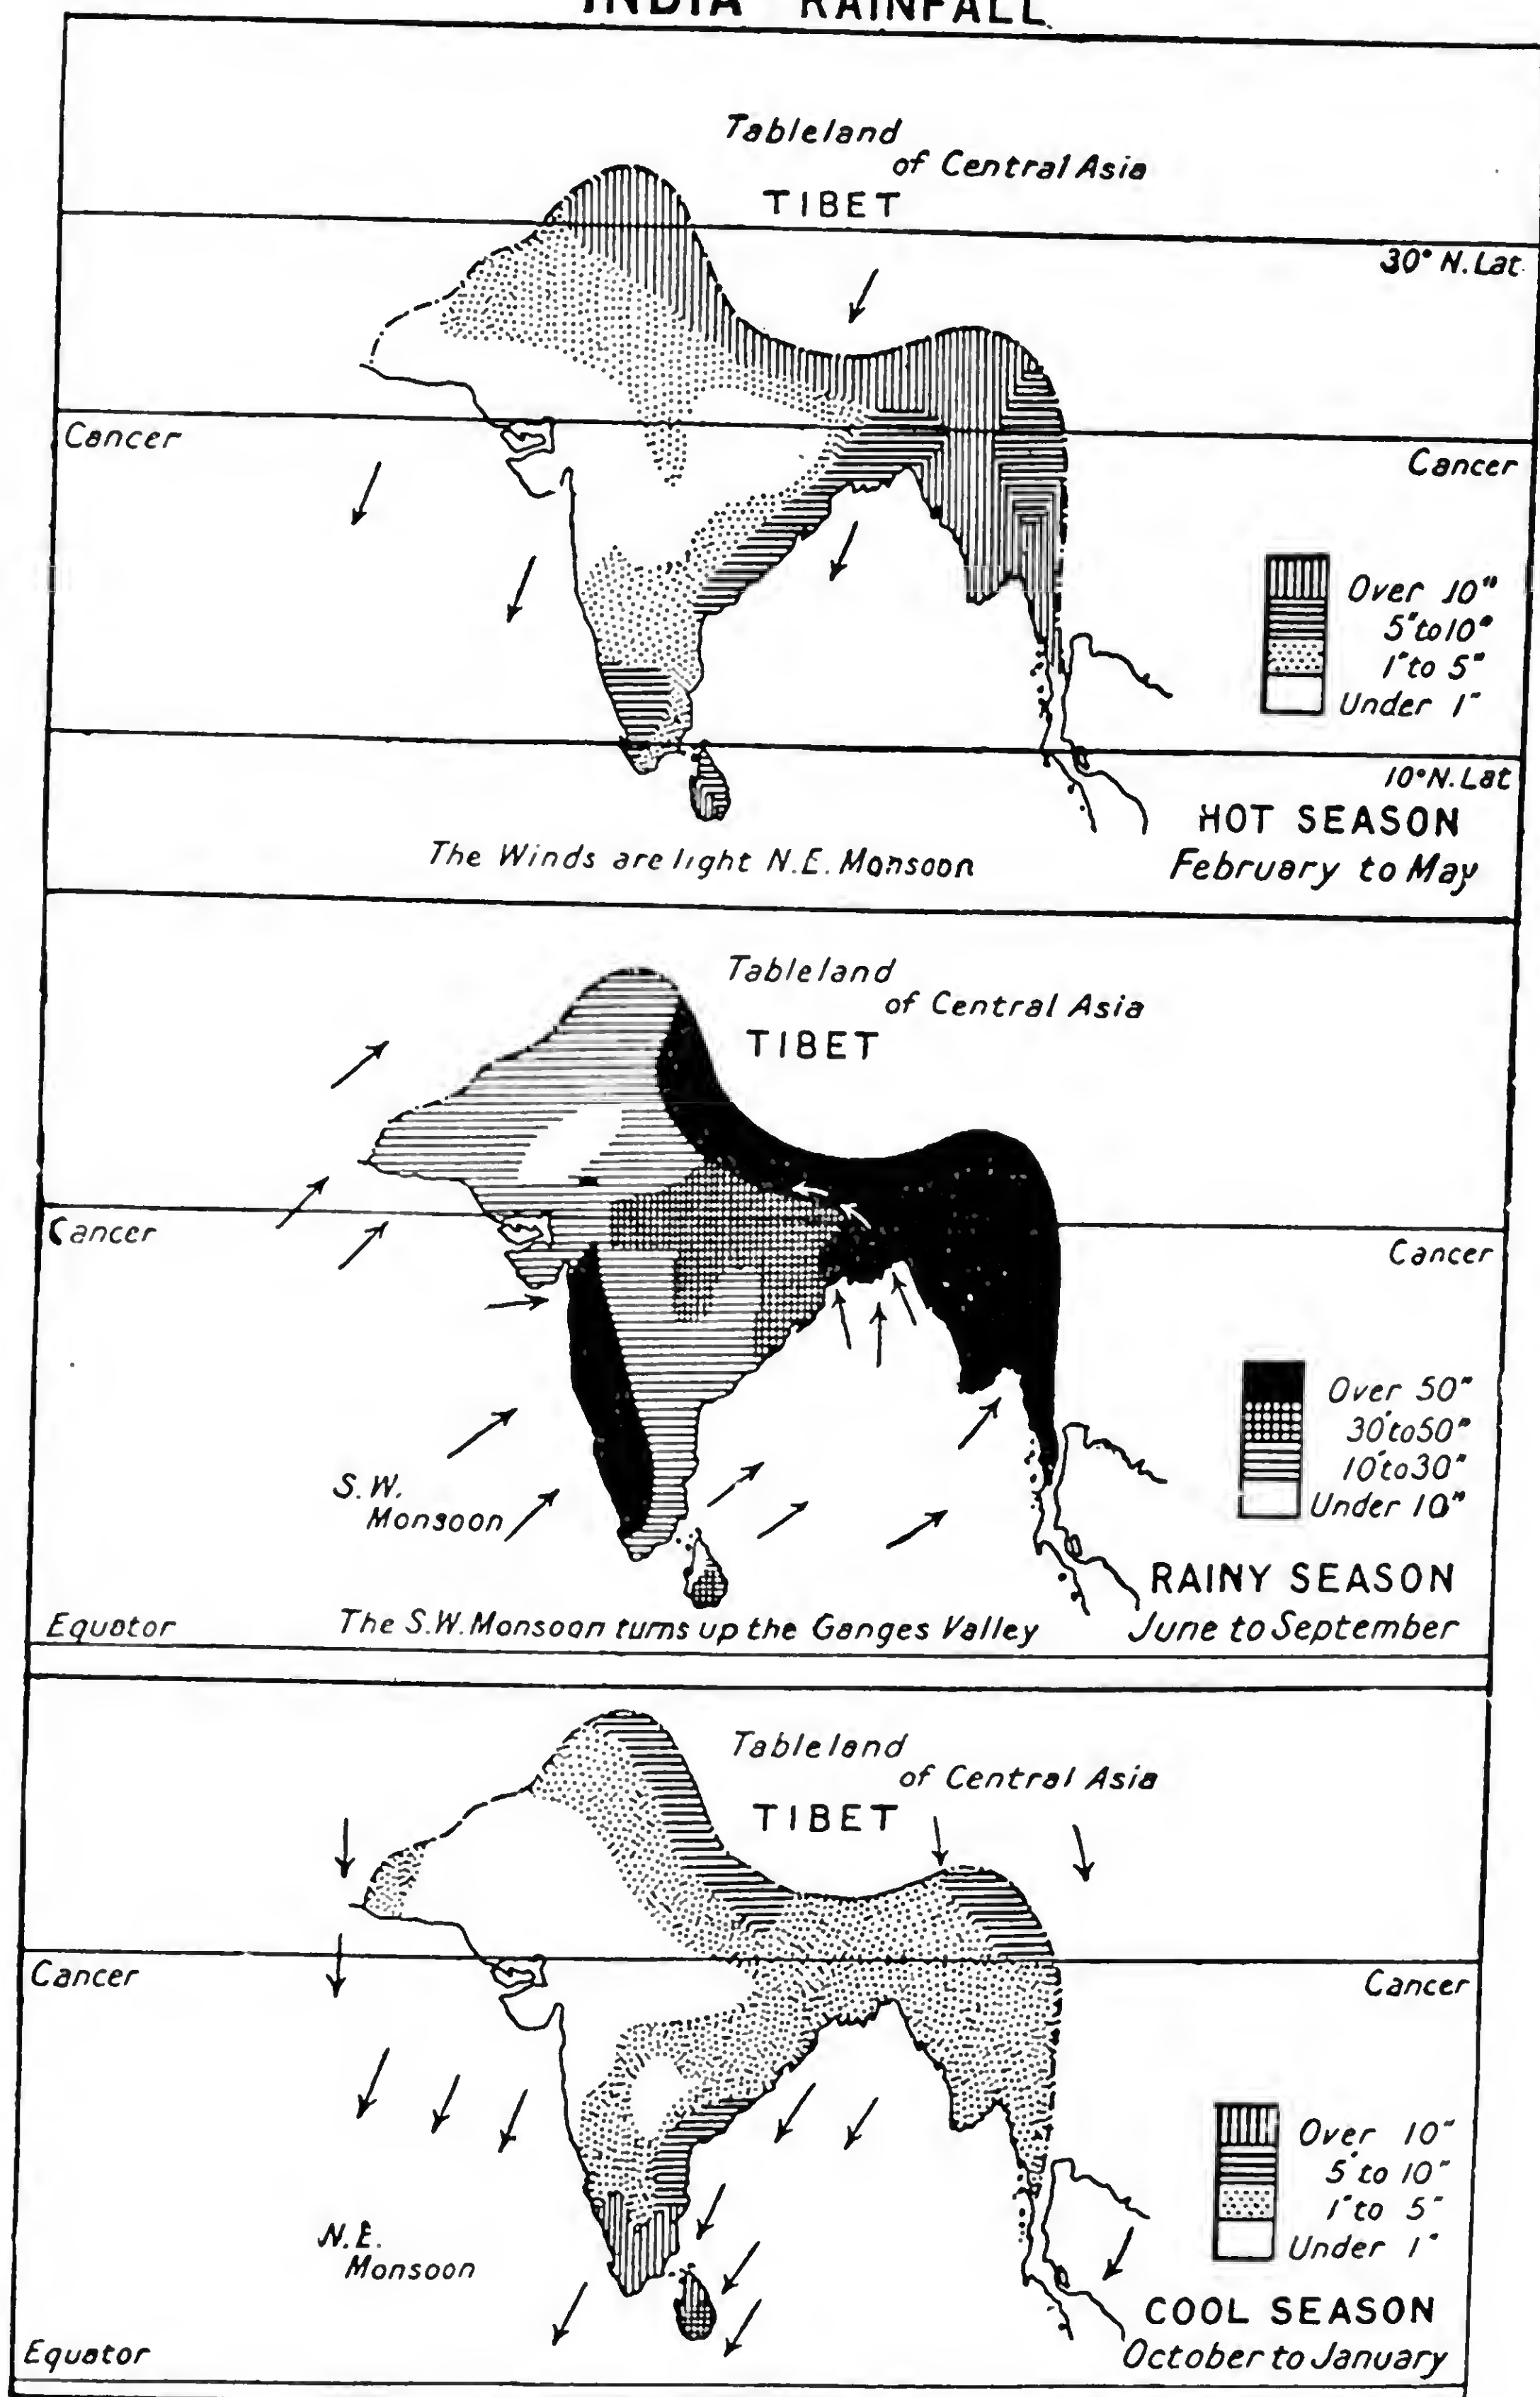 INDIA RAINFALL.
Tableland
of Central Asia
TIBET
30° N. Lat.
Cancer
Cancer
Over 10"
5" to 10"
1" to 5"
Under 1"
10° N. Lat
HOT SEASON
February to May
The Winds are light N.E. Monsoon
Tableland
of Central Asia
TIBET
Cancer
Cancer
Over 50"
30" to 50"
10" to 30"
Under 10"
S.W.
Monsoon
RAINY SEASON
June to September
Equator
The S.W. Monsoon turns up the Ganges Valley
Tableland
of Central Asia
TIBET
Cancer
Cancer
Over 10"
5" to 10"
1" to 5"
Under 1"
N.E.
Monsoon
COOL SEASON
October to January
Equator